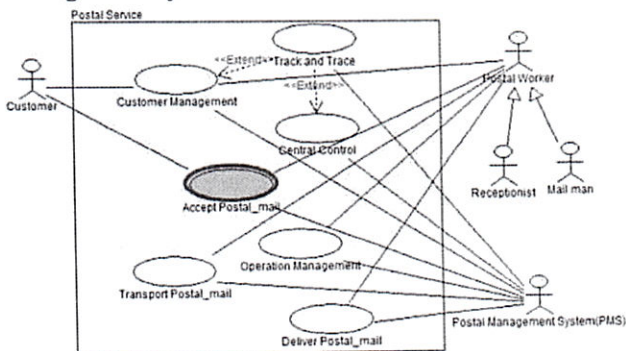 Postal Service
<<Extend>>
Track and Trace
Postal Worker
Customer
Customer Management
<<Extend>>
Central Control
Receptionist
Mail man
Accept Postal_mail
Operation Management
Transport Postal_mail
Postal Management System(PMS)
Deliver Postal_mail